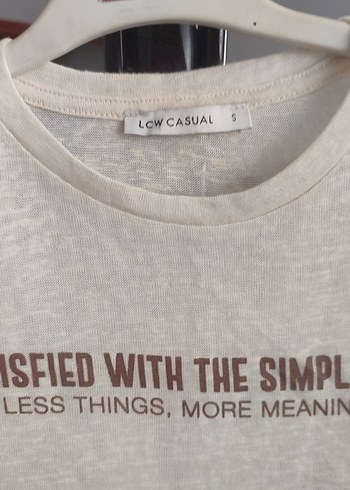 LCW CASUAL S
ISFIED WITH THE SIMPL
LESS THINGS, MORE MEANIN